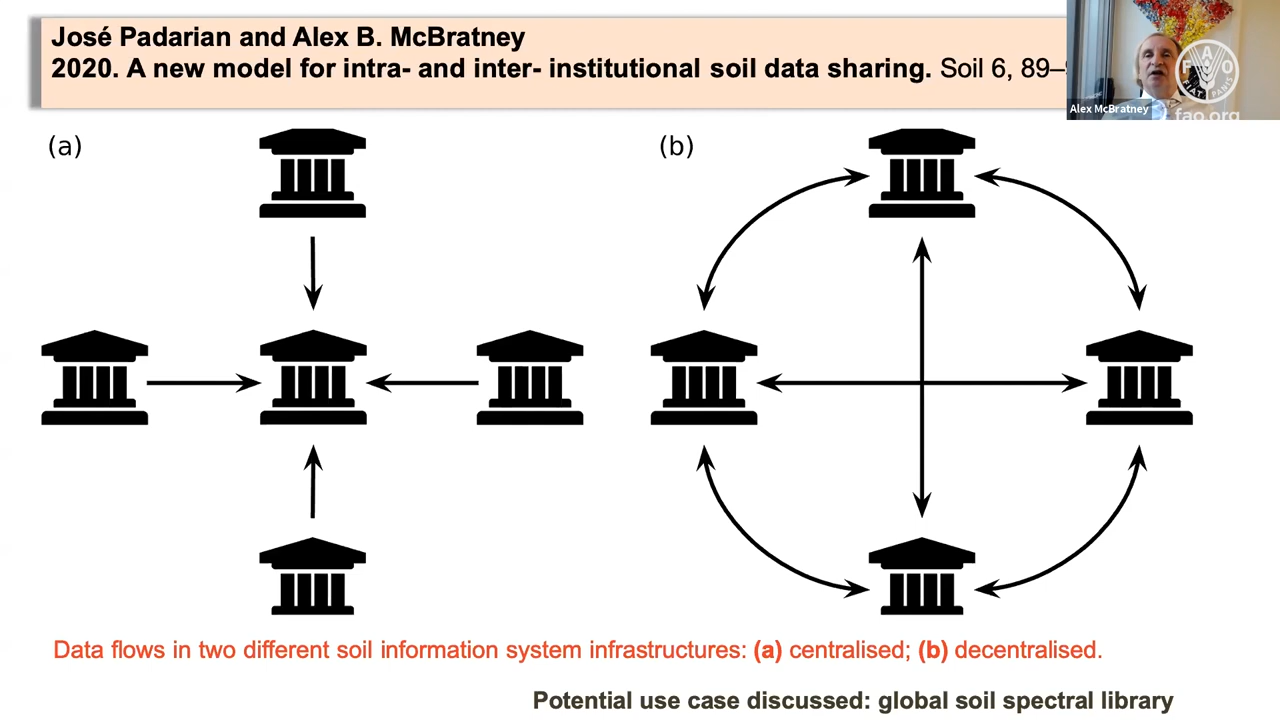 José Padarian and Alex B. McBratney
2020. A new model for intra- and inter- institutional soil data sharing. Soil 6, 89–
Alex McBratney
F A O
FIAT PANIS
fao.org
(a)
(b)
Data flows in two different soil information system infrastructures: (a) centralised; (b) decentralised.
Potential use case discussed: global soil spectral library